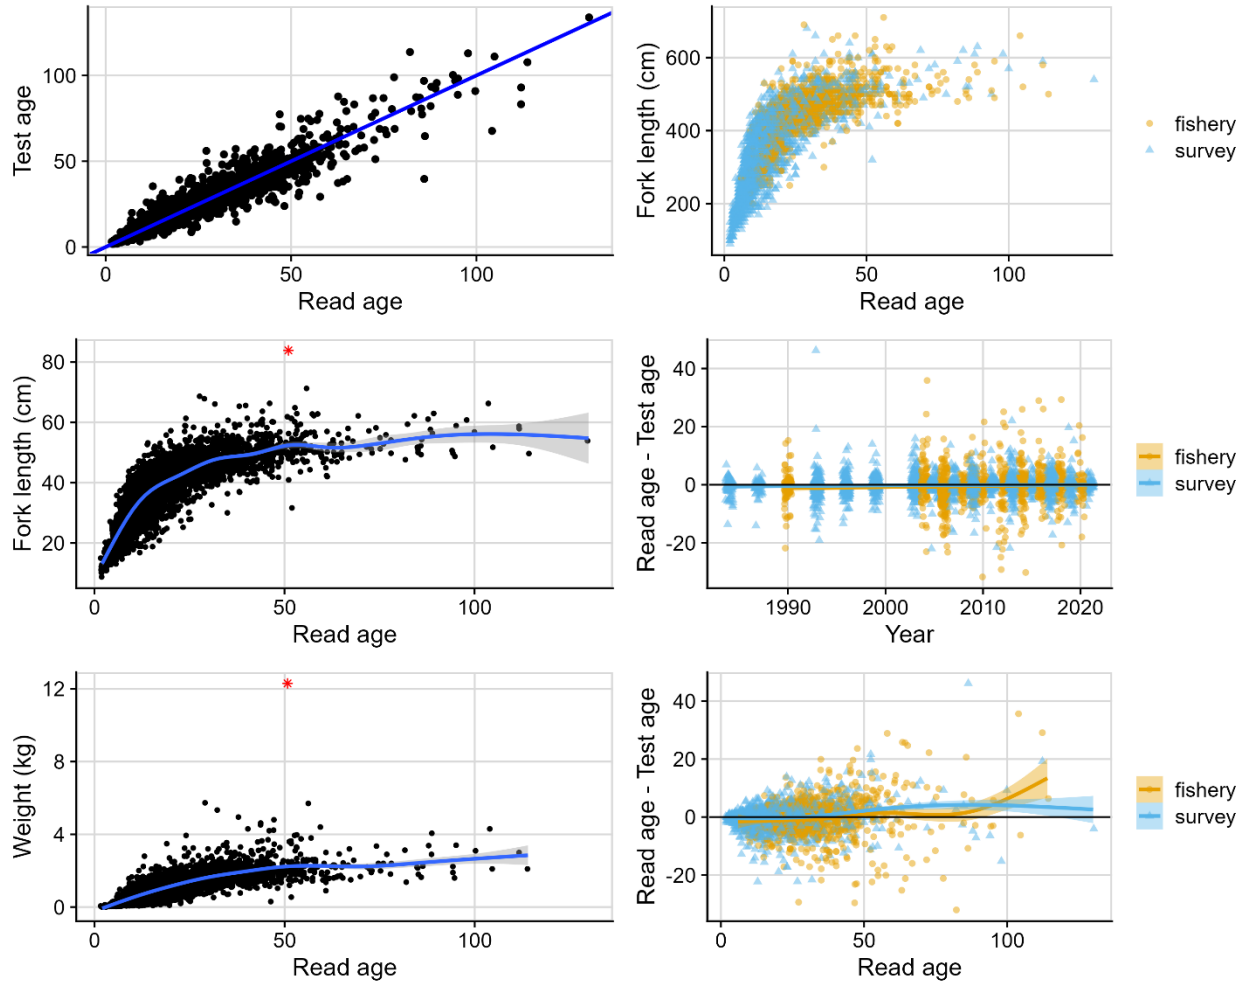 Test age
100
50
0
0
50
100
Read age
Fork length (cm)
600
400
200
0
50
100
Read age
fishery
survey
Fork length (cm)
80
60
40
20
0
50
100
Read age
Read age - Test age
40
20
0
-20
1990
2000
2010
2020
Year
fishery
survey
Weight (kg)
12
8
4
0
0
50
100
Read age
Read age - Test age
40
20
0
-20
0
50
100
Read age
fishery
survey